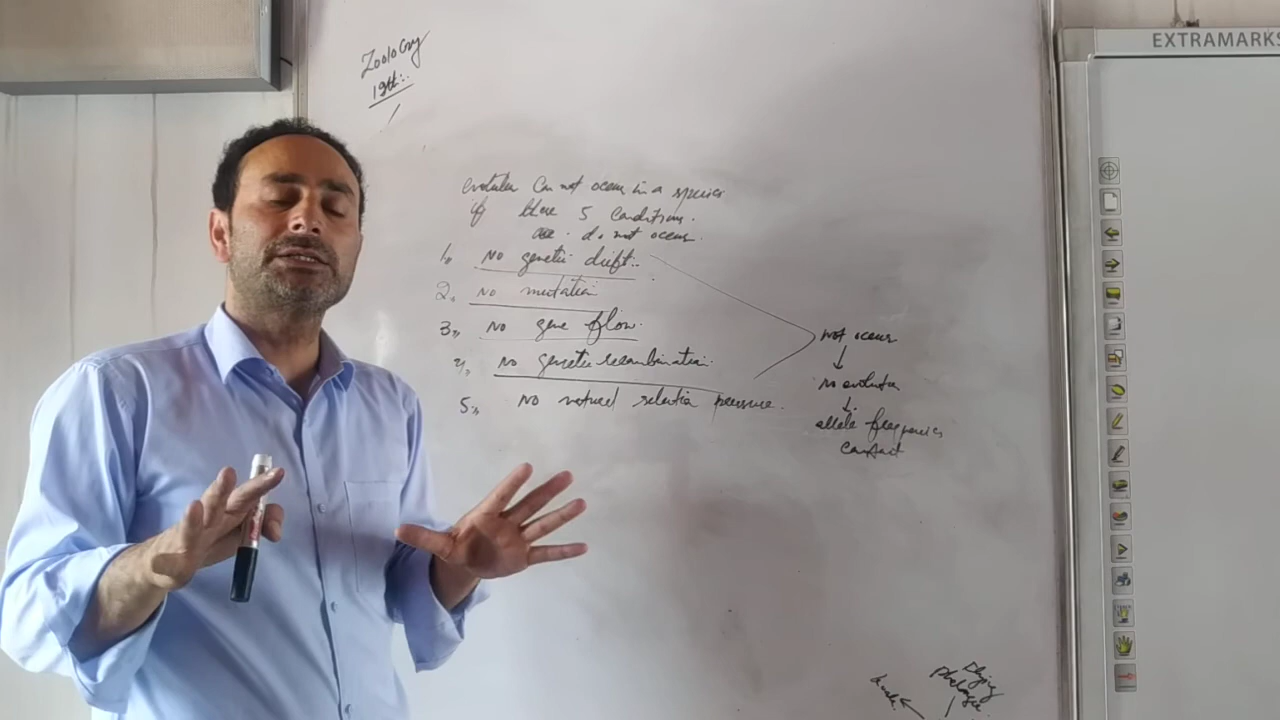 Zoology
19th:.
EXTRAMARKS
evolution can not occur in a species
if these 5 conditions.
are. do not occur.
1. No genetic drift:.
2. No mutation
3. No gene flow.
4. No genetic recombination.
5. No natural selection pressure.
not occur
no evolution
allele frequencies
constant